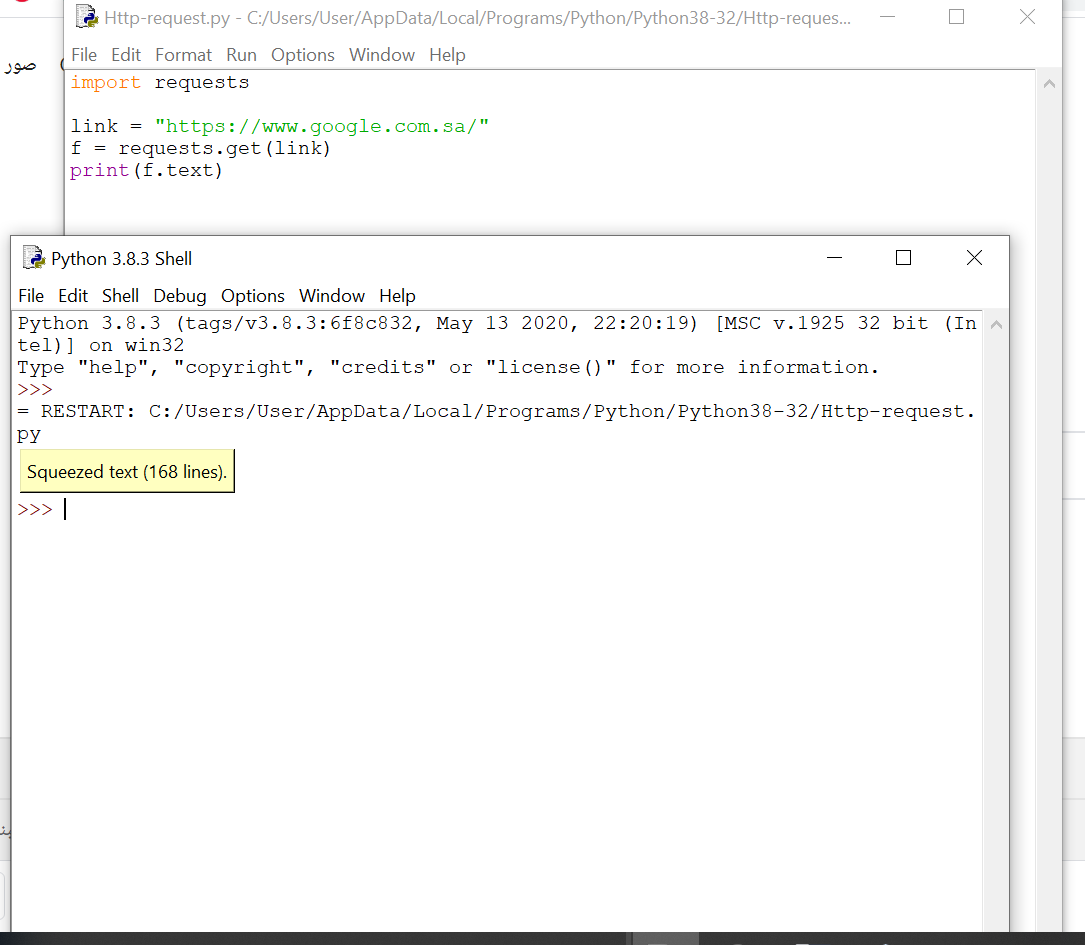 Http-request.py - C:/Users/User/AppData/Local/Programs/Python/Python38-32/Http-reques...
File Edit Format Run Options Window Help
صور
import requests
link = "https://www.google.com.sa/"
f = requests.get(link)
print(f.text)
Python 3.8.3 Shell
File Edit Shell Debug Options Window Help
Python 3.8.3 (tags/v3.8.3:6f8c832, May 13 2020, 22:20:19) [MSC v.1925 32 bit (In
tel)] on win32
Type "help", "copyright", "credits" or "license()" for more information.
>>>
= RESTART: C:/Users/User/AppData/Local/Programs/Python/Python38-32/Http-request.
py
Squeezed text (168 lines).
>>>